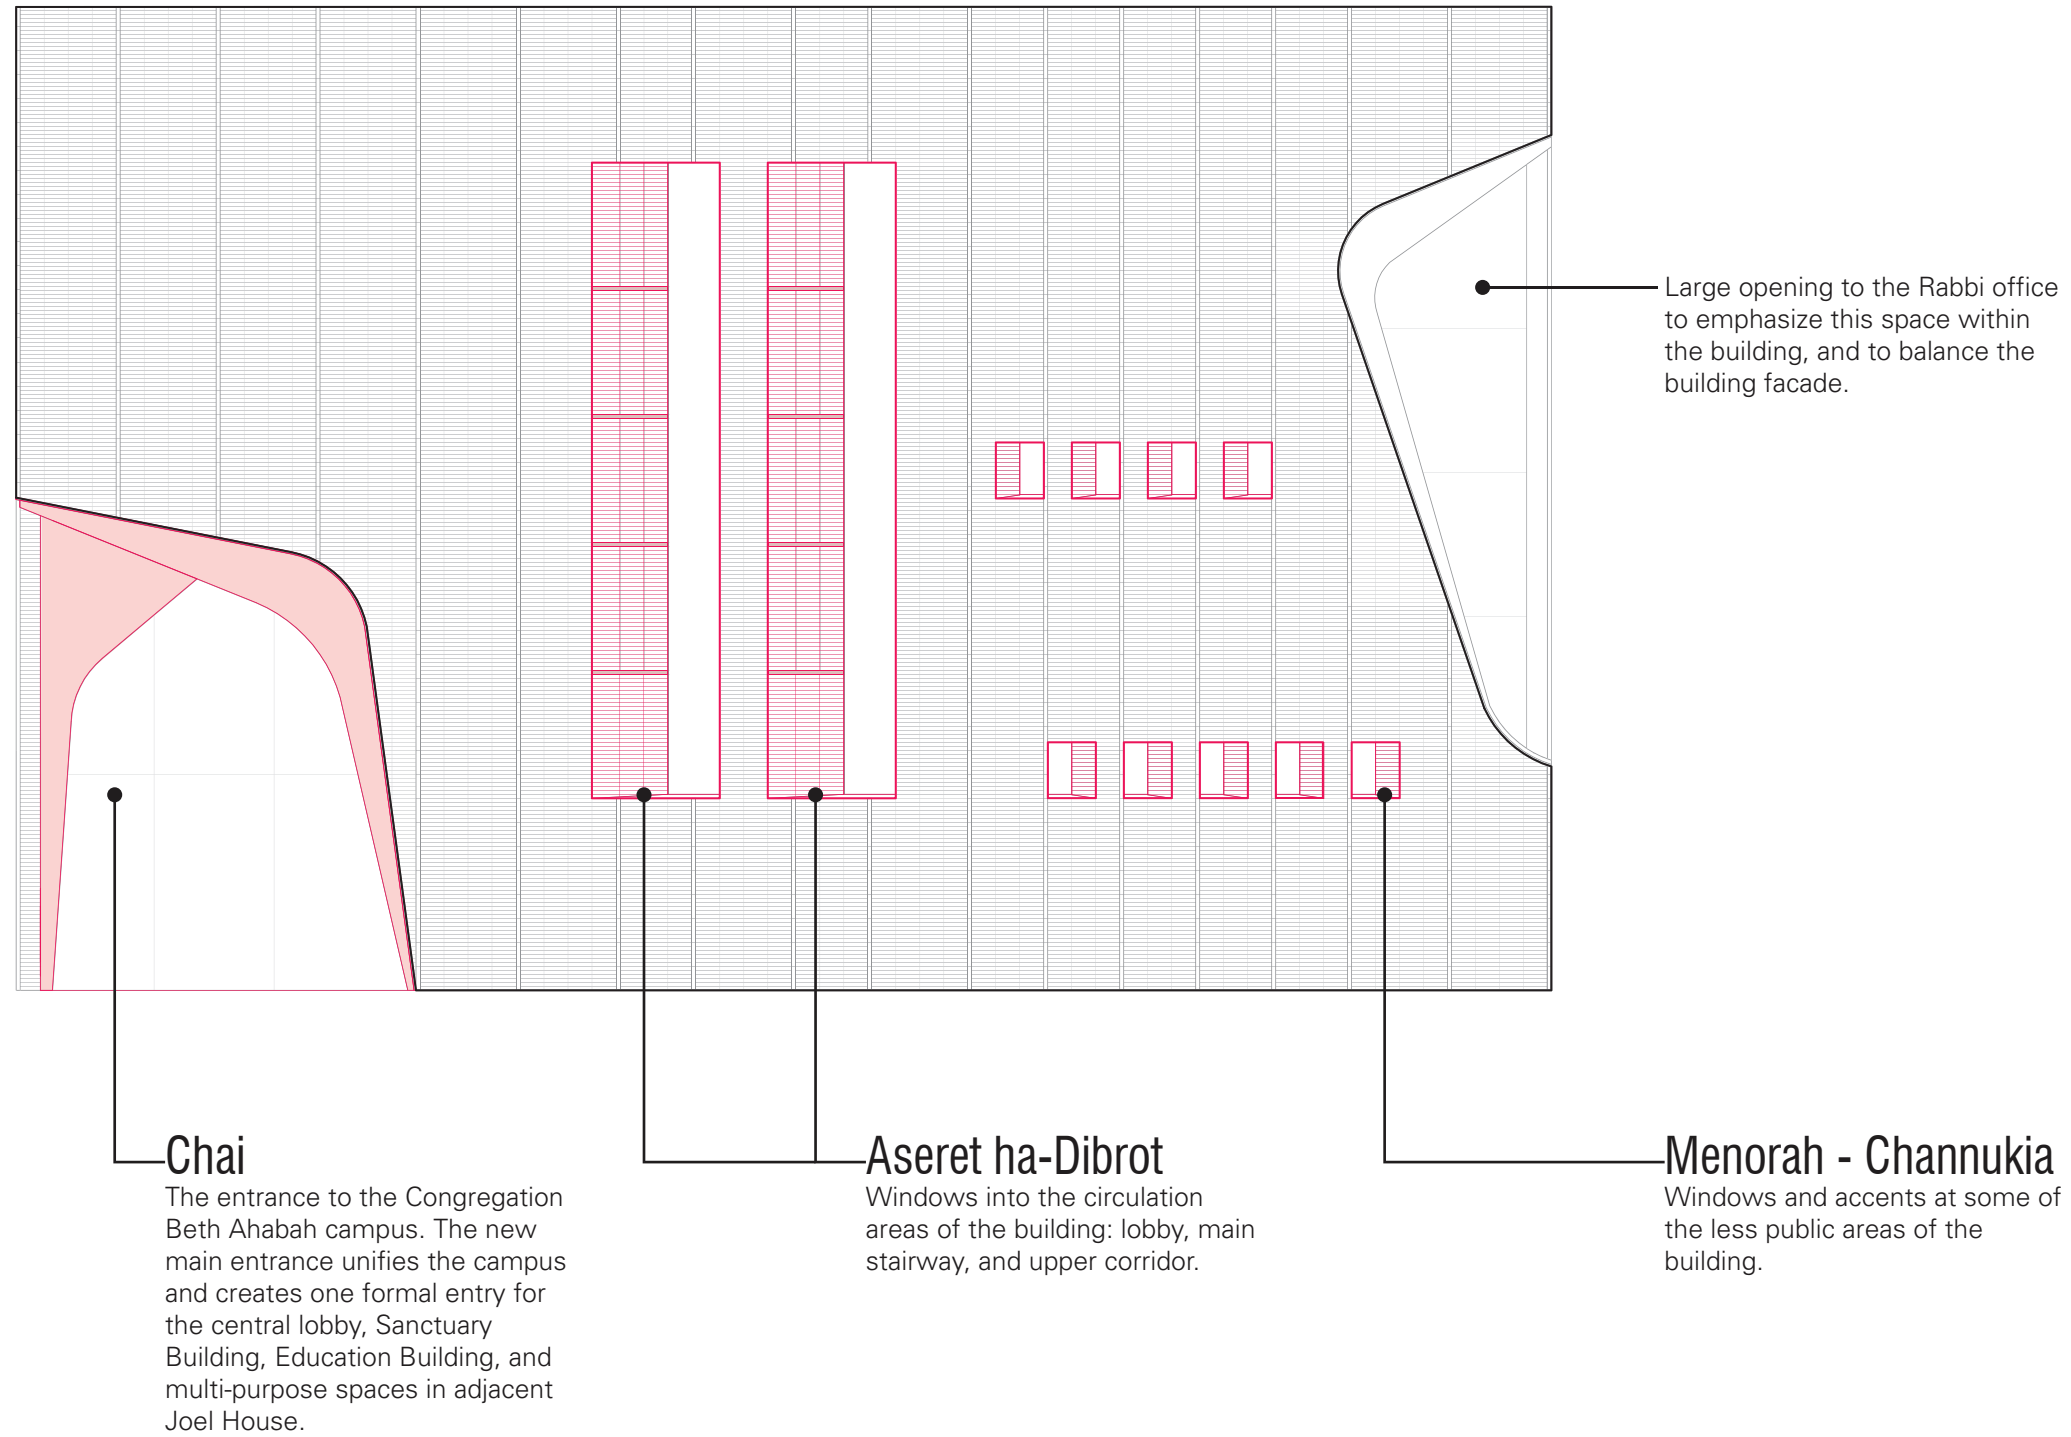 Large opening to the Rabbi office
to emphasize this space within
the building, and to balance the
building facade.
Chai
The entrance to the Congregation
Beth Ahabah campus. The new
main entrance unifies the campus
and creates one formal entry for
the central lobby, Sanctuary
Building, Education Building, and
multi-purpose spaces in adjacent
Joel House.
Aseret ha-Dibrot
Windows into the circulation
areas of the building: lobby, main
stairway, and upper corridor.
Menorah - Channukia
Windows and accents at some of
the less public areas of the
building.